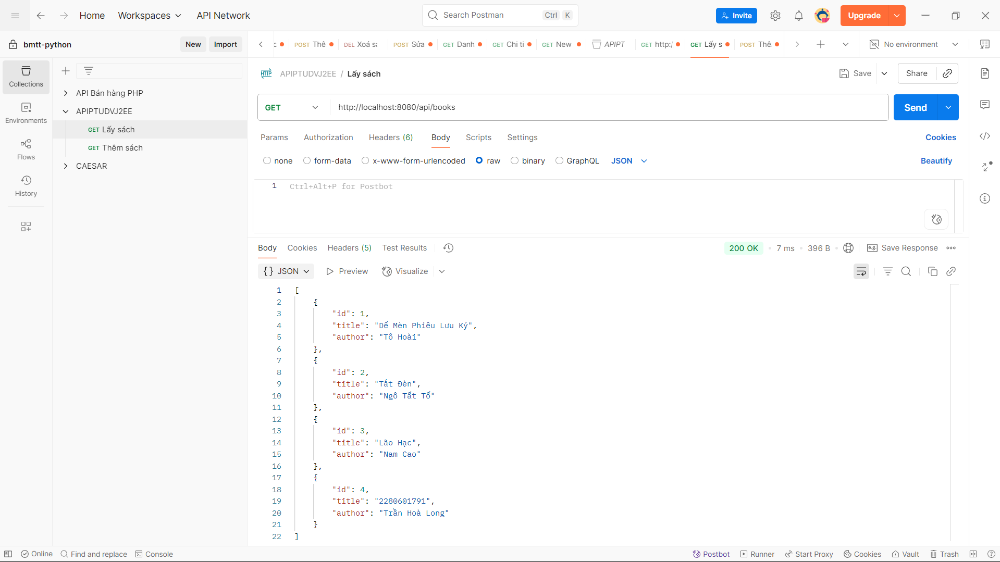 Home
Workspaces
API Network
Search Postman
Ctrl K
Invite
Upgrade
bmtt-python
New
Import
POST Thê
DEL Xoá sá
POST Sửa
GET Danh
GET Chi ti
GET New
APIPT
GET http:/
GET Lấy s
POST Thê
No environment
Collections
Environments
Flows
History
API Bán hàng PHP
APIPTUDVJ2EE
GET Lấy sách
GET Thêm sách
CAESAR
HTTP APIPTUDVJ2EE / Lấy sách
Save
Share
GET
http://localhost:8080/api/books
Send
Params Authorization Headers (6) Body Scripts Settings
Cookies
none form-data x-www-form-urlencoded raw binary GraphQL JSON
Beautify
1 Ctrl+Alt+P for Postbot
Body Cookies Headers (5) Test Results
200 OK • 7 ms • 396 B
e.g. Save Response
{} JSON Preview Visualize
1 [
2 {
3 "id": 1,
4 "title": "Dế Mèn Phiêu Lưu Ký",
5 "author": "Tô Hoài"
6 },
7 {
8 "id": 2,
9 "title": "Tắt Đèn",
10 "author": "Ngô Tất Tố"
11 },
12 {
13 "id": 3,
14 "title": "Lão Hạc",
15 "author": "Nam Cao"
16 },
17 {
18 "id": 4,
19 "title": "2280601791",
20 "author": "Trần Hoà Long"
21 }
22 ]
Online Find and replace Console
Postbot Runner Start Proxy Cookies Vault Trash